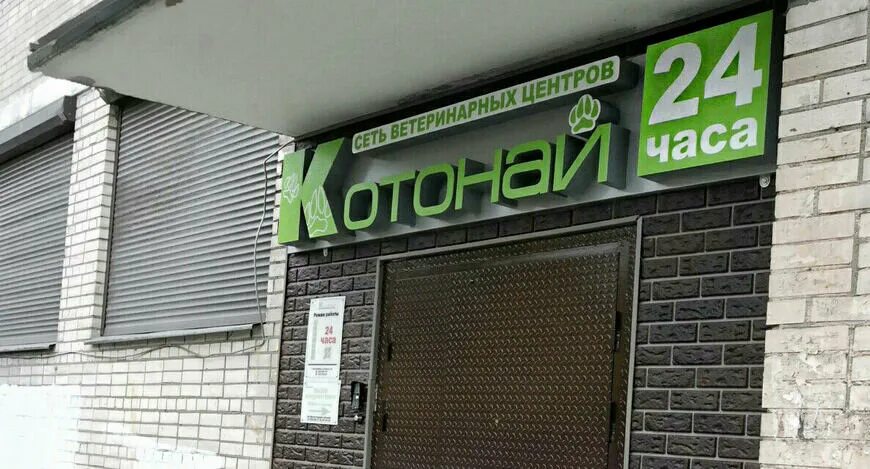 СЕТЬ ВЕТЕРИНАРНЫХ ЦЕНТРОВ
Котонай
24
часа
Режим работы
24
часа